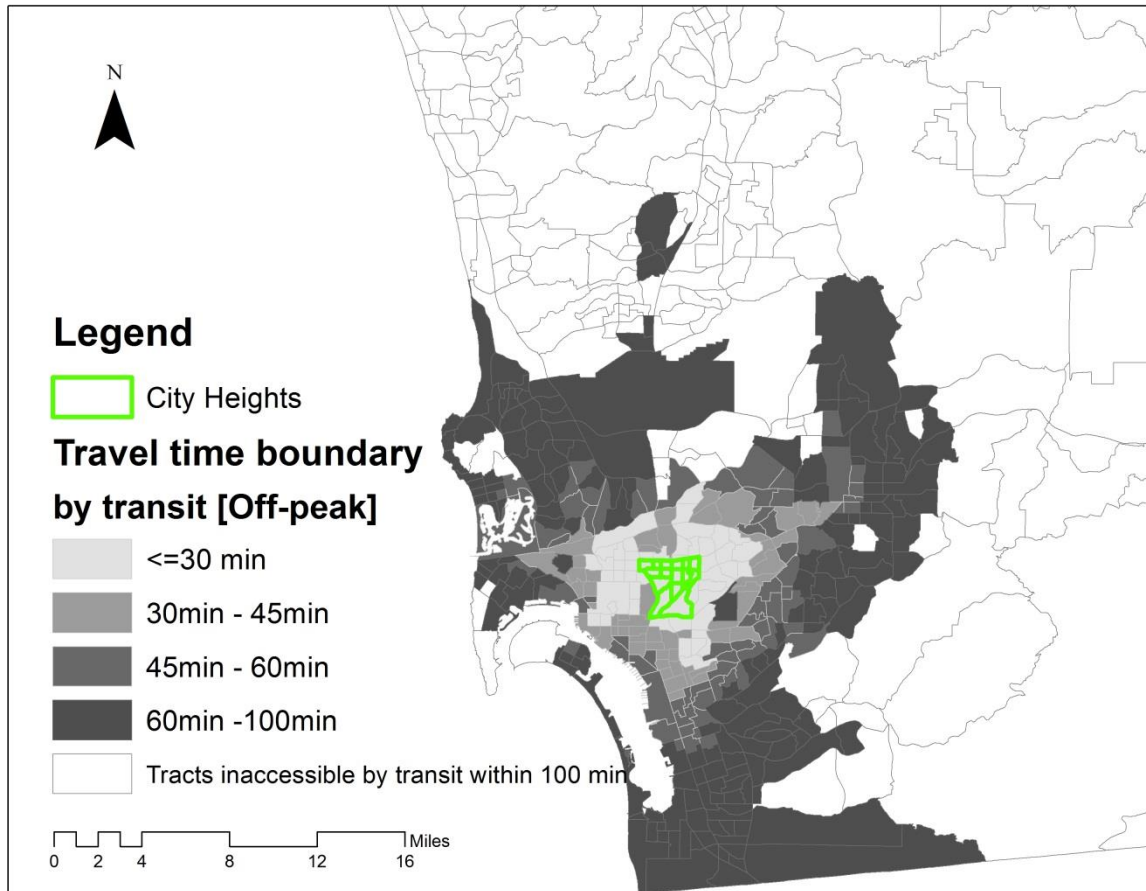 N
Legend
City Heights
Travel time boundary
by transit [Off-peak]
<=30 min
30min - 45min
45min - 60min
60min -100min
Tracts inaccessible by transit within 100 min
Miles
0 2 4 8 12 16